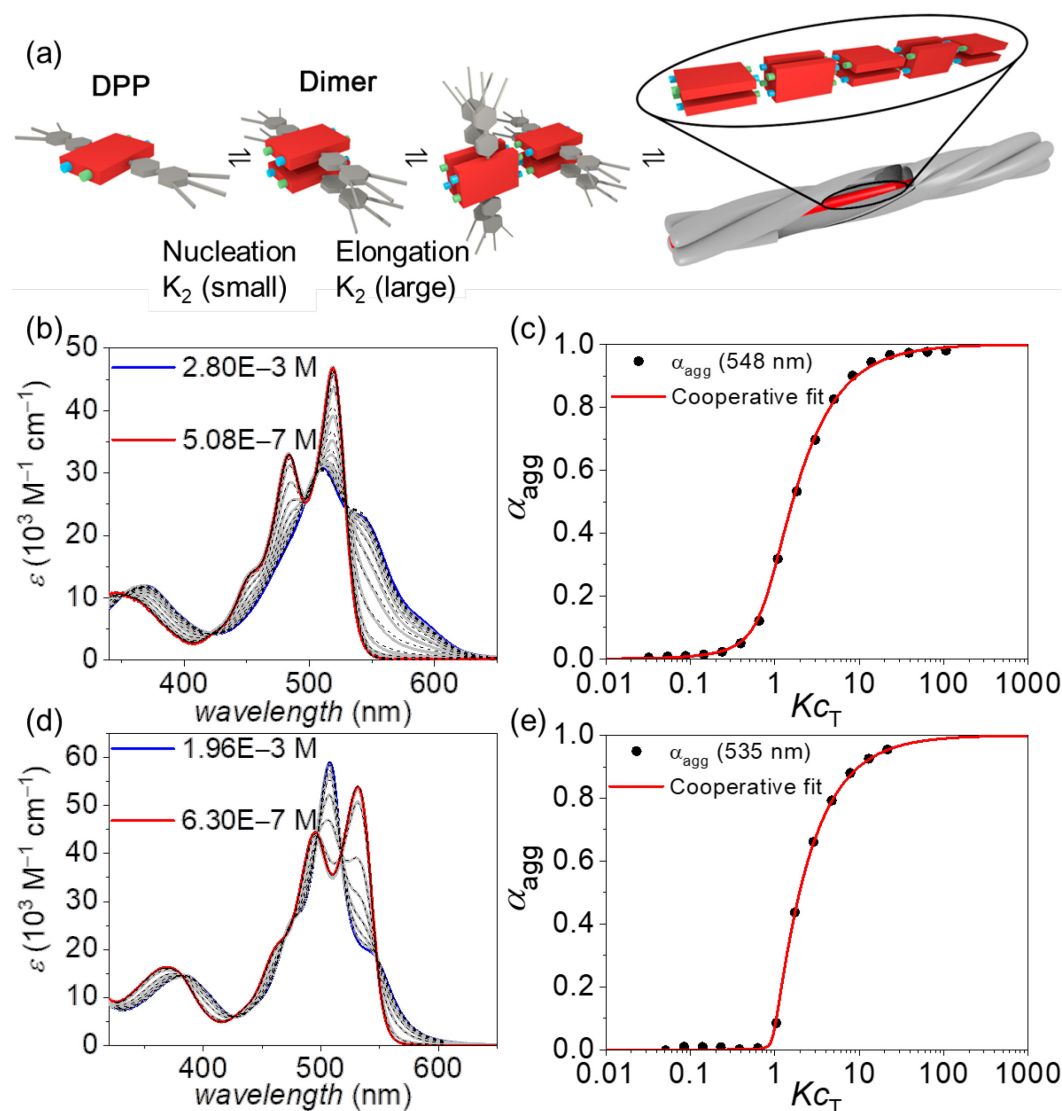 (a)
DPP
Dimer
Nucleation
K₂ (small)
Elongation
K₂ (large)
(b)
50
40
30
20
10
0
ε (10³ M⁻¹ cm⁻¹)
2.80E−3 M
5.08E−7 M
400
500
600
wavelength (nm)
(c)
1.0
0.8
0.6
0.4
0.2
0.0
αagg
αagg (548 nm)
Cooperative fit
0.01
0.1
1
10
100
1000
KcT
(d)
60
50
40
30
20
10
0
ε (10³ M⁻¹ cm⁻¹)
1.96E−3 M
6.30E−7 M
400
500
600
wavelength (nm)
(e)
1.0
0.8
0.6
0.4
0.2
0.0
αagg
αagg (535 nm)
Cooperative fit
0.01
0.1
1
10
100
1000
KcT